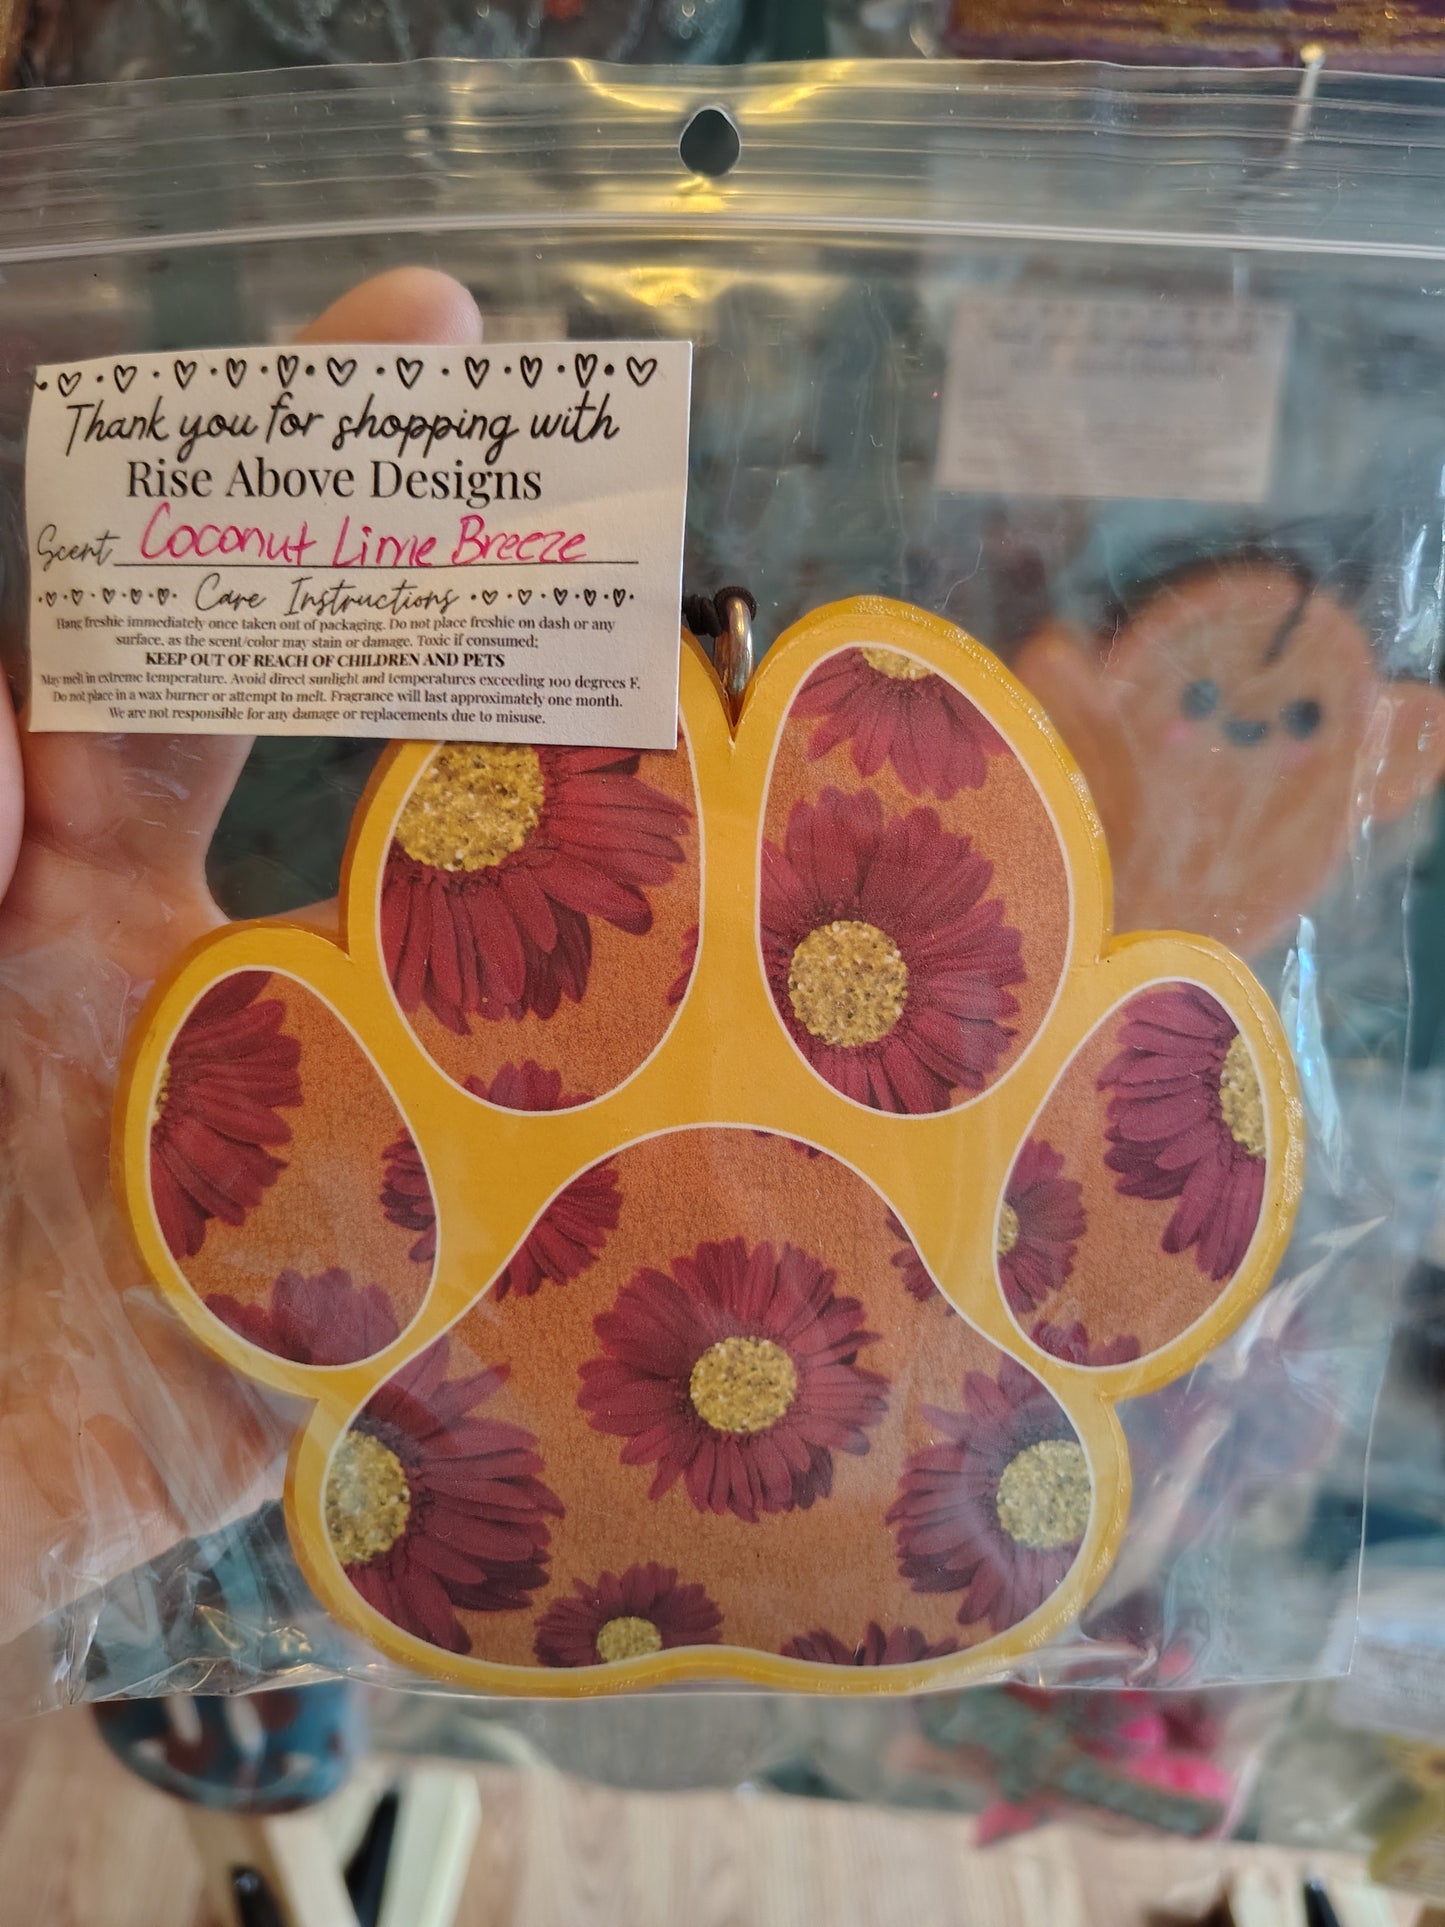 Thank you for shopping with
Rise Above Designs
Scent Coconut Lime Breeze
Care Instructions
Hang freshie immediately once taken out of packaging. Do not place freshie on dash or any
surface, as the scent/color may stain or damage. Toxic if consumed;
KEEP OUT OF REACH OF CHILDREN AND PETS
May melt in extreme temperature. Avoid direct sunlight and temperatures exceeding 100 degrees F.
Do not place in a wax burner or attempt to melt. Fragrance will last approximately one month.
We are not responsible for any damage or replacements due to misuse.